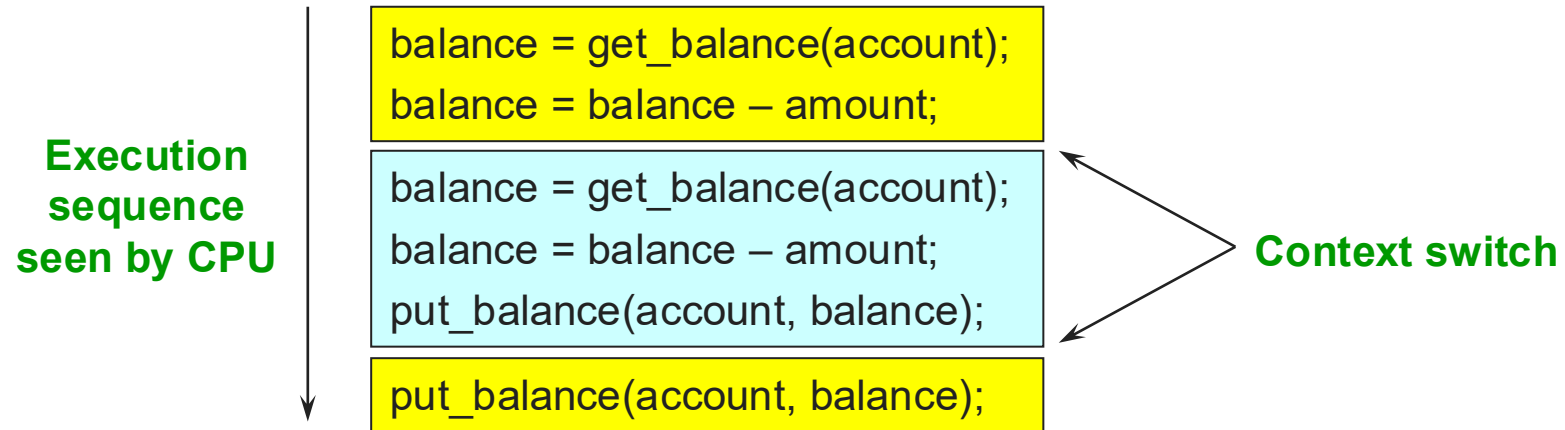 balance = get_balance(account);
balance = balance – amount;
Execution
sequence
seen by CPU
balance = get_balance(account);
balance = balance – amount;
put_balance(account, balance);
Context switch
put_balance(account, balance);